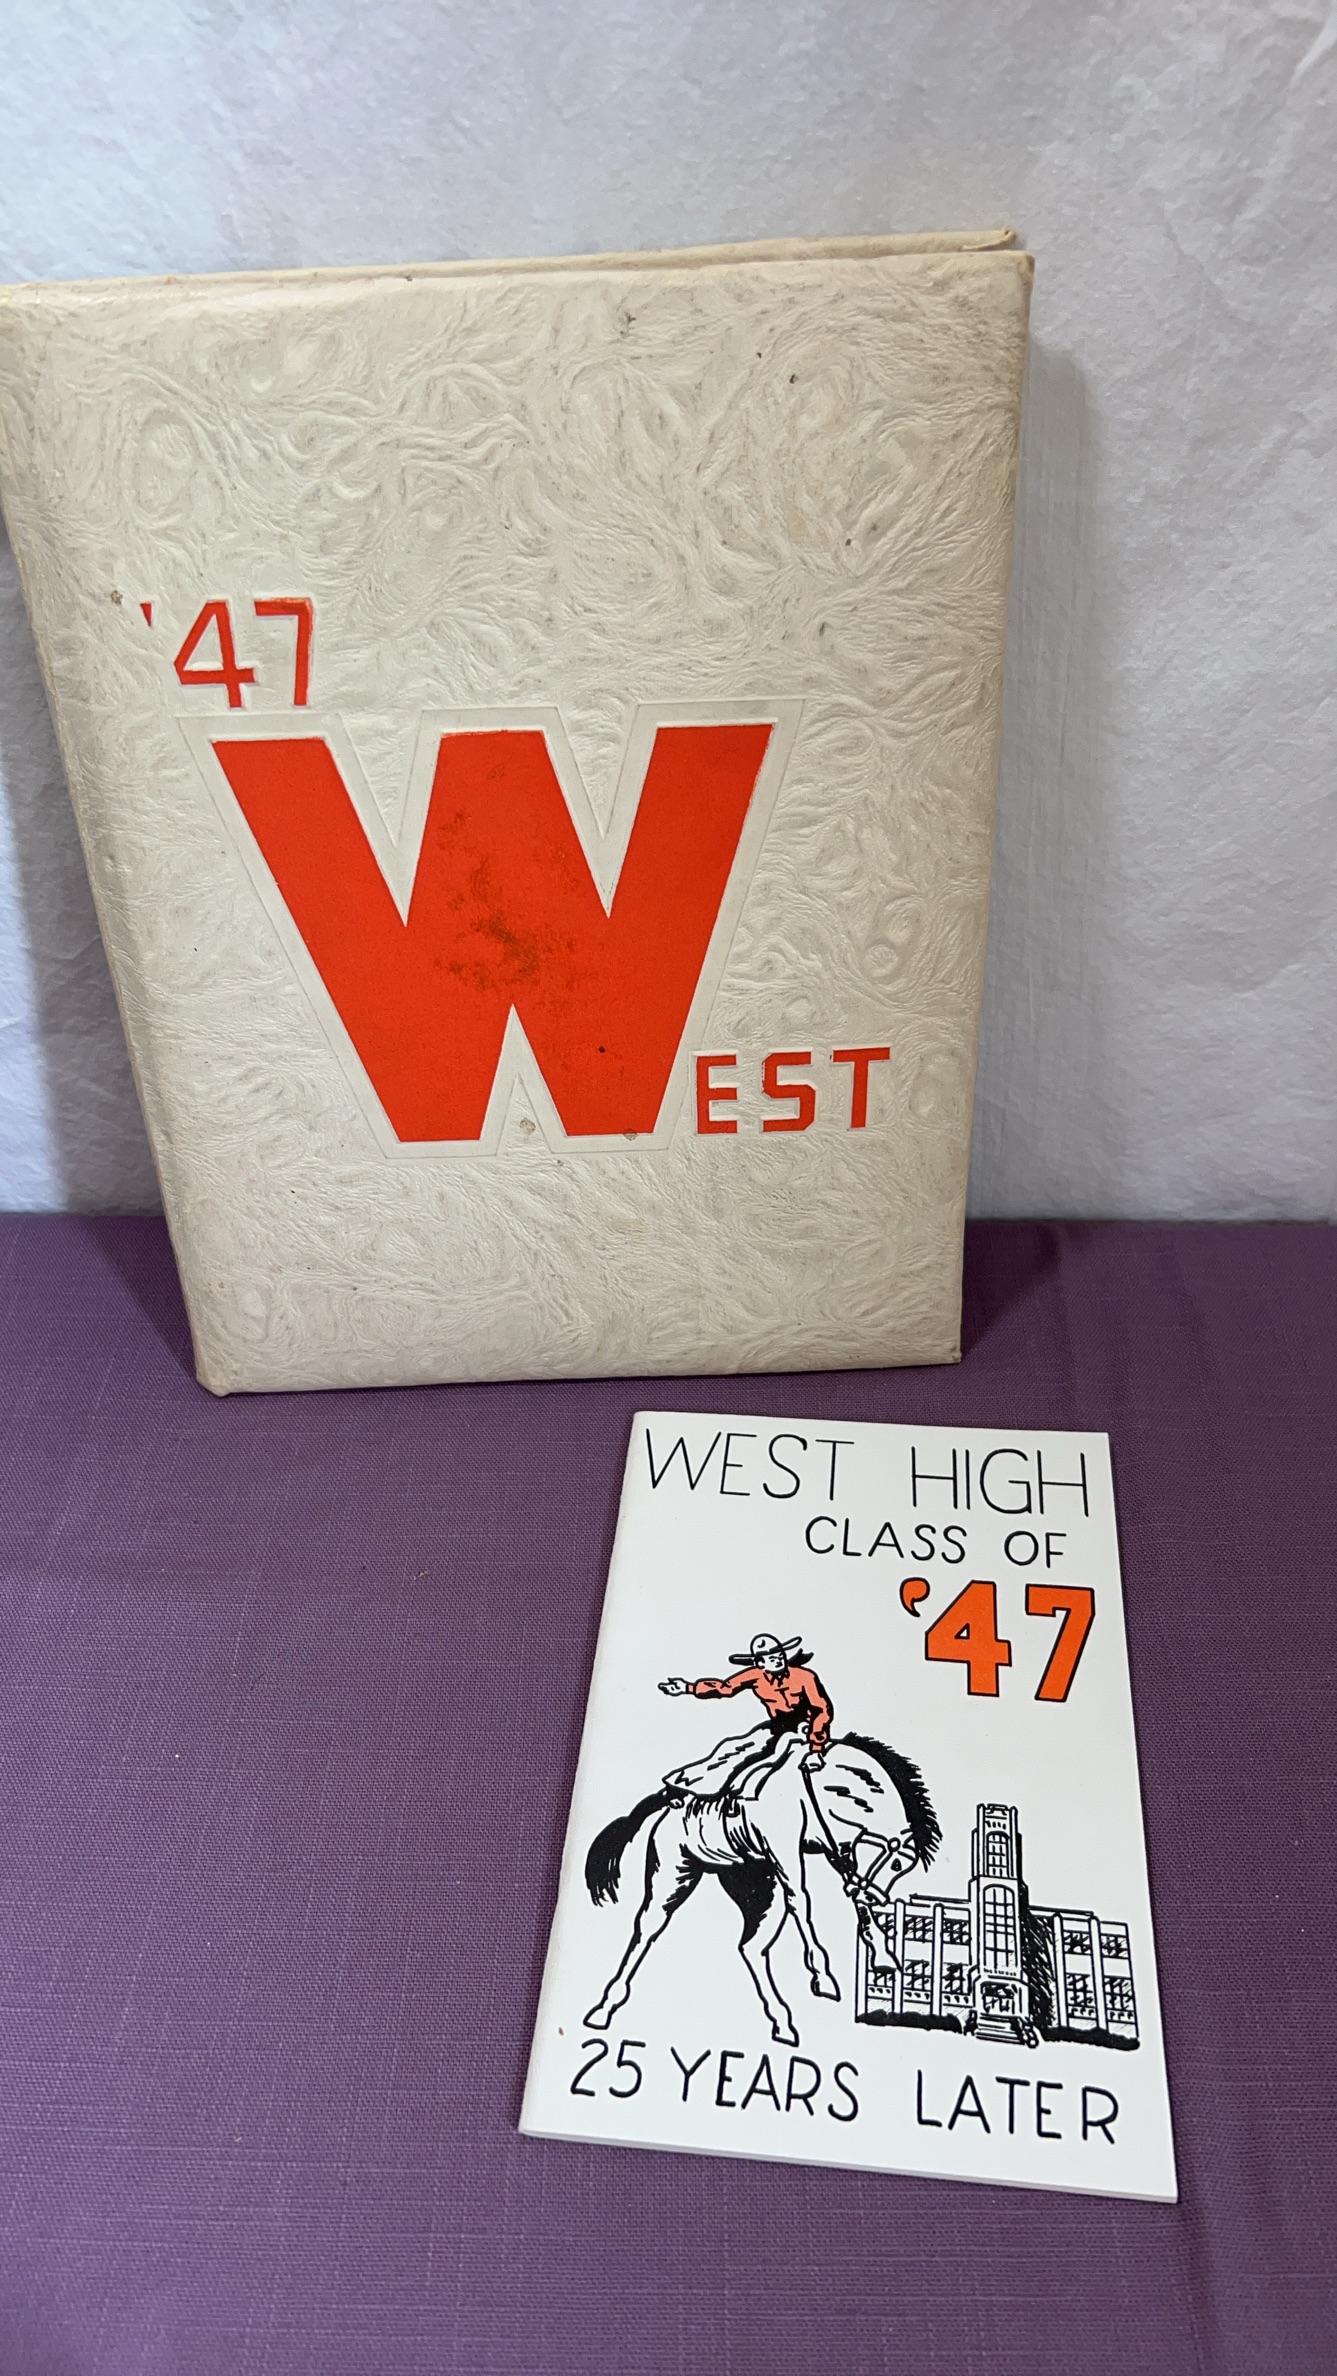 '47
WEST
WEST HIGH
CLASS OF
'47
25 YEARS LATER